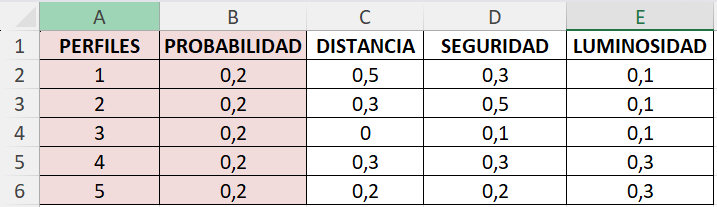 A B C D E
1 PERFILES PROBABILIDAD DISTANCIA SEGURIDAD LUMINOSIDAD
2 1 0,2 0,5 0,3 0,1
3 2 0,2 0,3 0,5 0,1
4 3 0,2 0 0,1 0,1
5 4 0,2 0,3 0,3 0,3
6 5 0,2 0,2 0,2 0,3